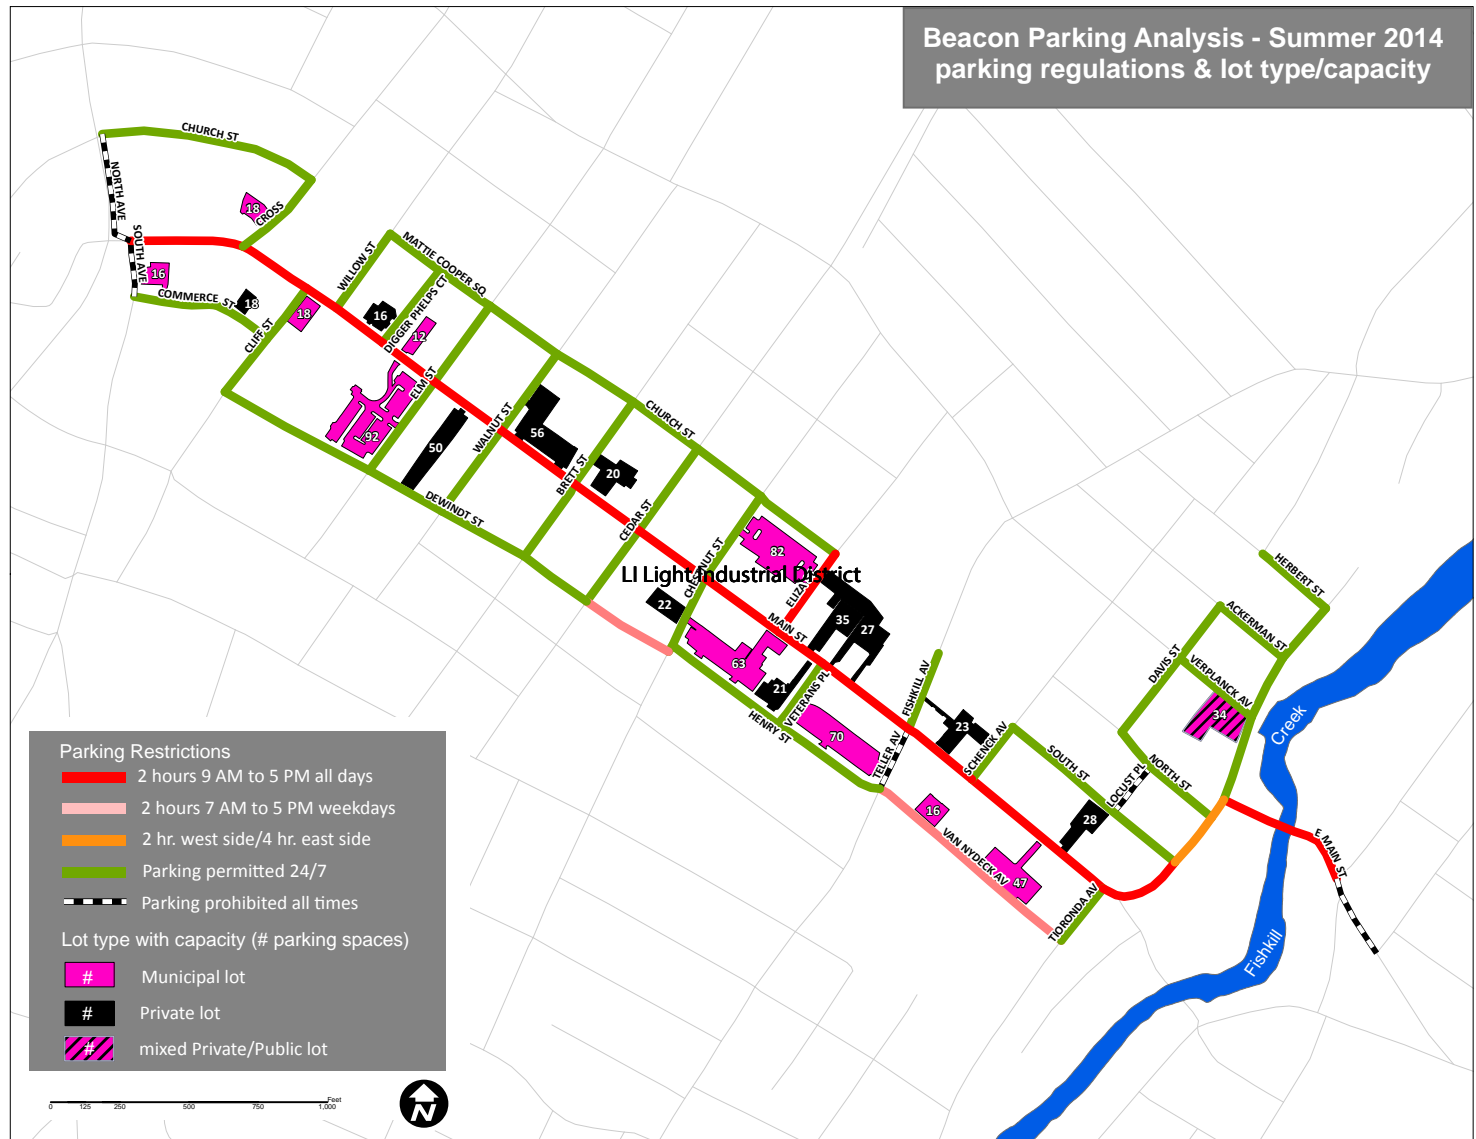 Beacon Parking Analysis - Summer 2014
parking regulations & lot type/capacity
CHURCH ST
NORTH AVE
18
CROSS
SOUTH AVE
16
COMMERCE ST
18
CLIFF ST
18
WILLOW ST
MATTIE COOPER SQ
16
DIGGER PHELPS CT
12
ELM ST
92
50
WALNUT ST
56
DEWINDT ST
BRETT ST
20
CHURCH ST
CEDAR ST
82
CHESTNUT ST
LI Light Industrial District
22
MAIN ST
35
27
63
21
VETERANS PL
HENRY ST
70
FISHKILL AV
TELLER AV
23
SCHENCK AV
SOUTH ST
16
VAN NYDECK AV
47
28
LOCUST PL
NORTH ST
TIORONDA AV
DAVIS ST
VERPLANCK AV
34
ACKERMAN ST
HERBERT ST
E MAIN ST.
Creek
Fishkill
Parking Restrictions
2 hours 9 AM to 5 PM all days
2 hours 7 AM to 5 PM weekdays
2 hr. west side/4 hr. east side
Parking permitted 24/7
Parking prohibited all times
Lot type with capacity (# parking spaces)
# Municipal lot
# Private lot
# mixed Private/Public lot
Feet
0 125 250 500 750 1,000
N